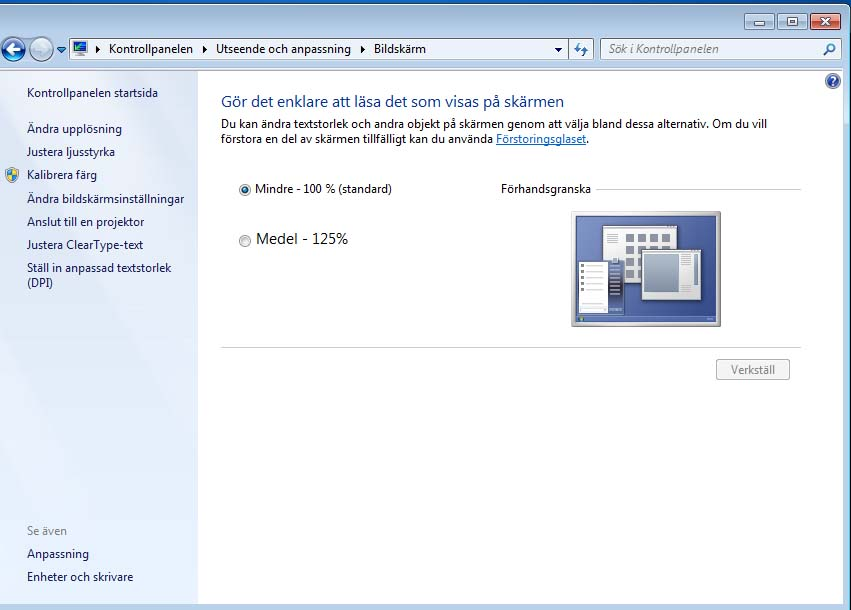 Kontrollpanelen Utseende och anpassning Bildskärm
Sök i Kontrollpanelen
Kontrollpanelen startsida
Ändra upplösning
Justera ljusstyrka
Kalibrera färg
Ändra bildskärmsinställningar
Anslut till en projektor
Justera ClearType-text
Ställ in anpassad textstorlek
(DPI)
Se även
Anpassning
Enheter och skrivare
Gör det enklare att läsa det som visas på skärmen
Du kan ändra textstorlek och andra objekt på skärmen genom att välja bland dessa alternativ. Om du vill
förstora en del av skärmen tillfälligt kan du använda Förstoringsglaset.
Mindre - 100 % (standard)
Förhandsgranska
Medel - 125%
Verkställ